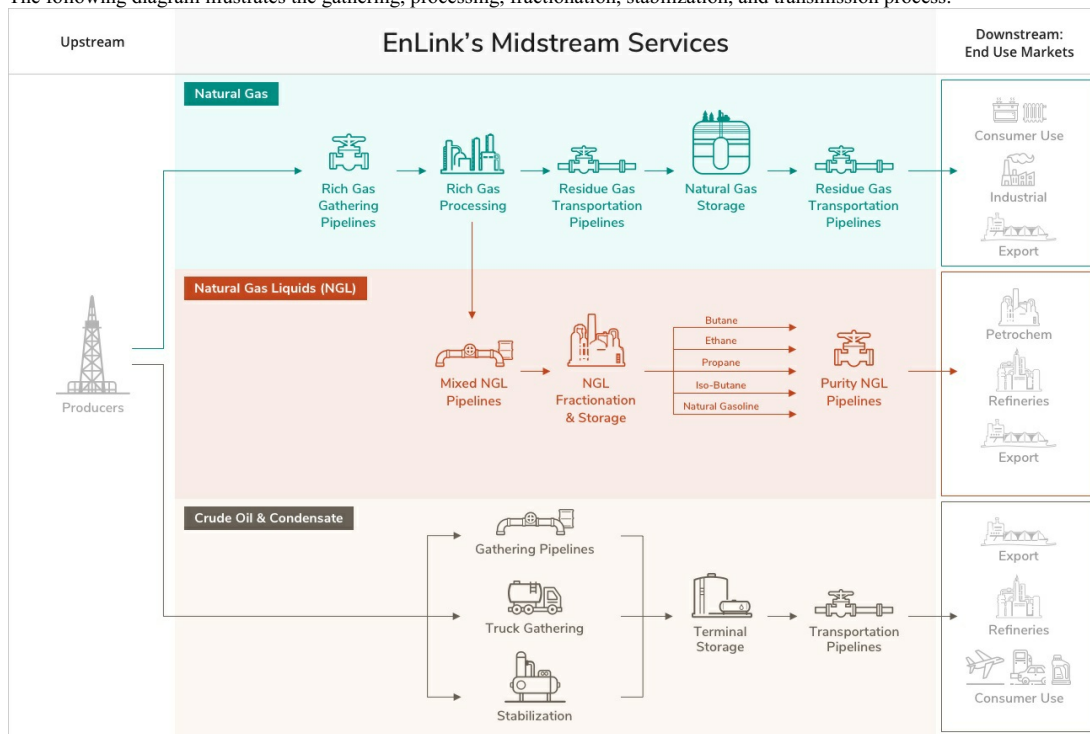 The following diagram illustrates the gathering, processing, fractionation, stabilization, and transmission process:
Upstream
EnLink's Midstream Services
Downstream:
End Use Markets
Natural Gas
Rich Gas
Gathering
Pipelines
Rich Gas
Processing
Residue Gas
Transportation
Pipelines
Natural Gas
Storage
Residue Gas
Transportation
Pipelines
Consumer Use
Industrial
Export
Producers
Natural Gas Liquids (NGL)
Mixed NGL
Pipelines
NGL
Fractionation
& Storage
Butane
Ethane
Propane
Iso-Butane
Natural Gasoline
Purity NGL
Pipelines
Petrochem
Refineries
Export
Crude Oil & Condensate
Gathering Pipelines
Truck Gathering
Stabilization
Terminal
Storage
Transportation
Pipelines
Export
Refineries
Consumer Use